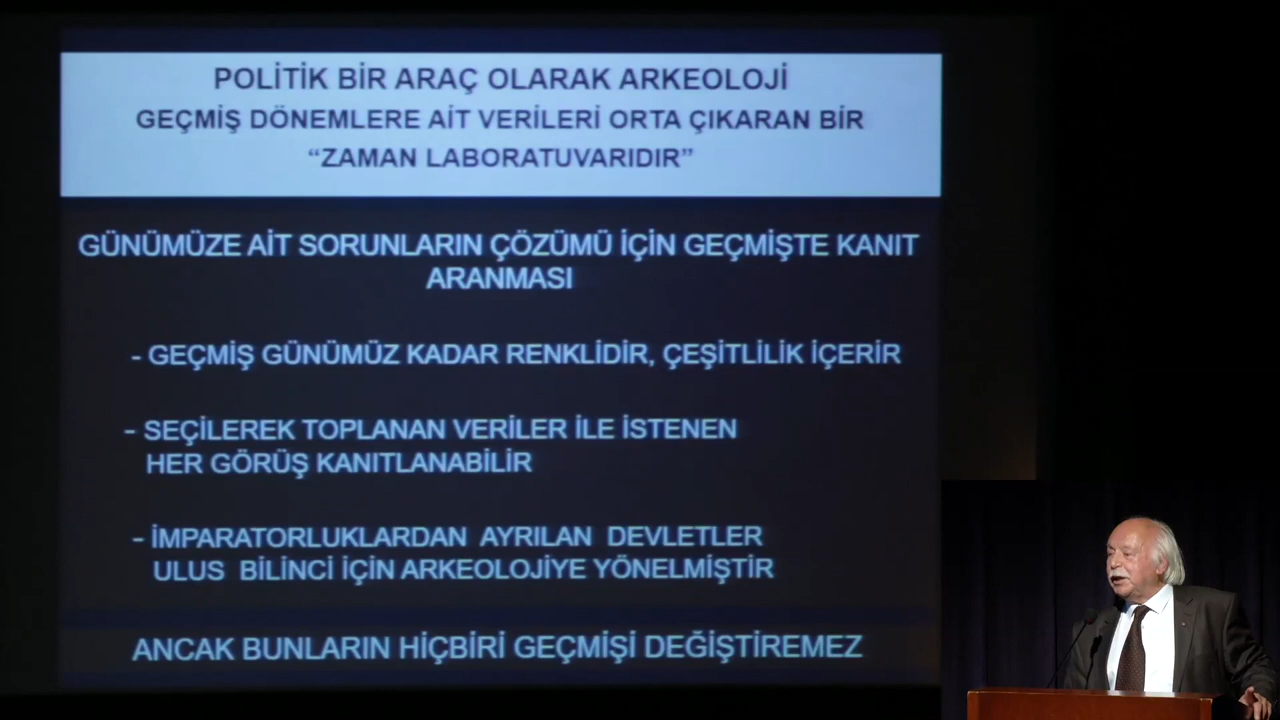 POLİTİK BİR ARAÇ OLARAK ARKEOLOJİ
GEÇMİŞ DÖNEMLERE AİT VERİLERİ ORTA ÇIKARAN BİR
“ZAMAN LABORATUVARIDIR”
GÜNÜMÜZE AİT SORUNLARIN ÇÖZÜMÜ İÇİN GEÇMİŞTE KANIT
ARANMASI
- GEÇMİŞ GÜNÜMÜZ KADAR RENKLİDİR, ÇEŞİTLİLİK İÇERİR
- SEÇİLEREK TOPLANAN VERİLER İLE İSTENEN
HER GÖRÜŞ KANITLANABİLİR
- İMPARATORLUKLARDAN AYRILAN DEVLETLER
ULUS BİLİNCİ İÇİN ARKEOLOJİYE YÖNELMİŞTİR
ANCAK BUNLARIN HİÇBİRİ GEÇMİŞİ DEĞİŞTİREMEZ